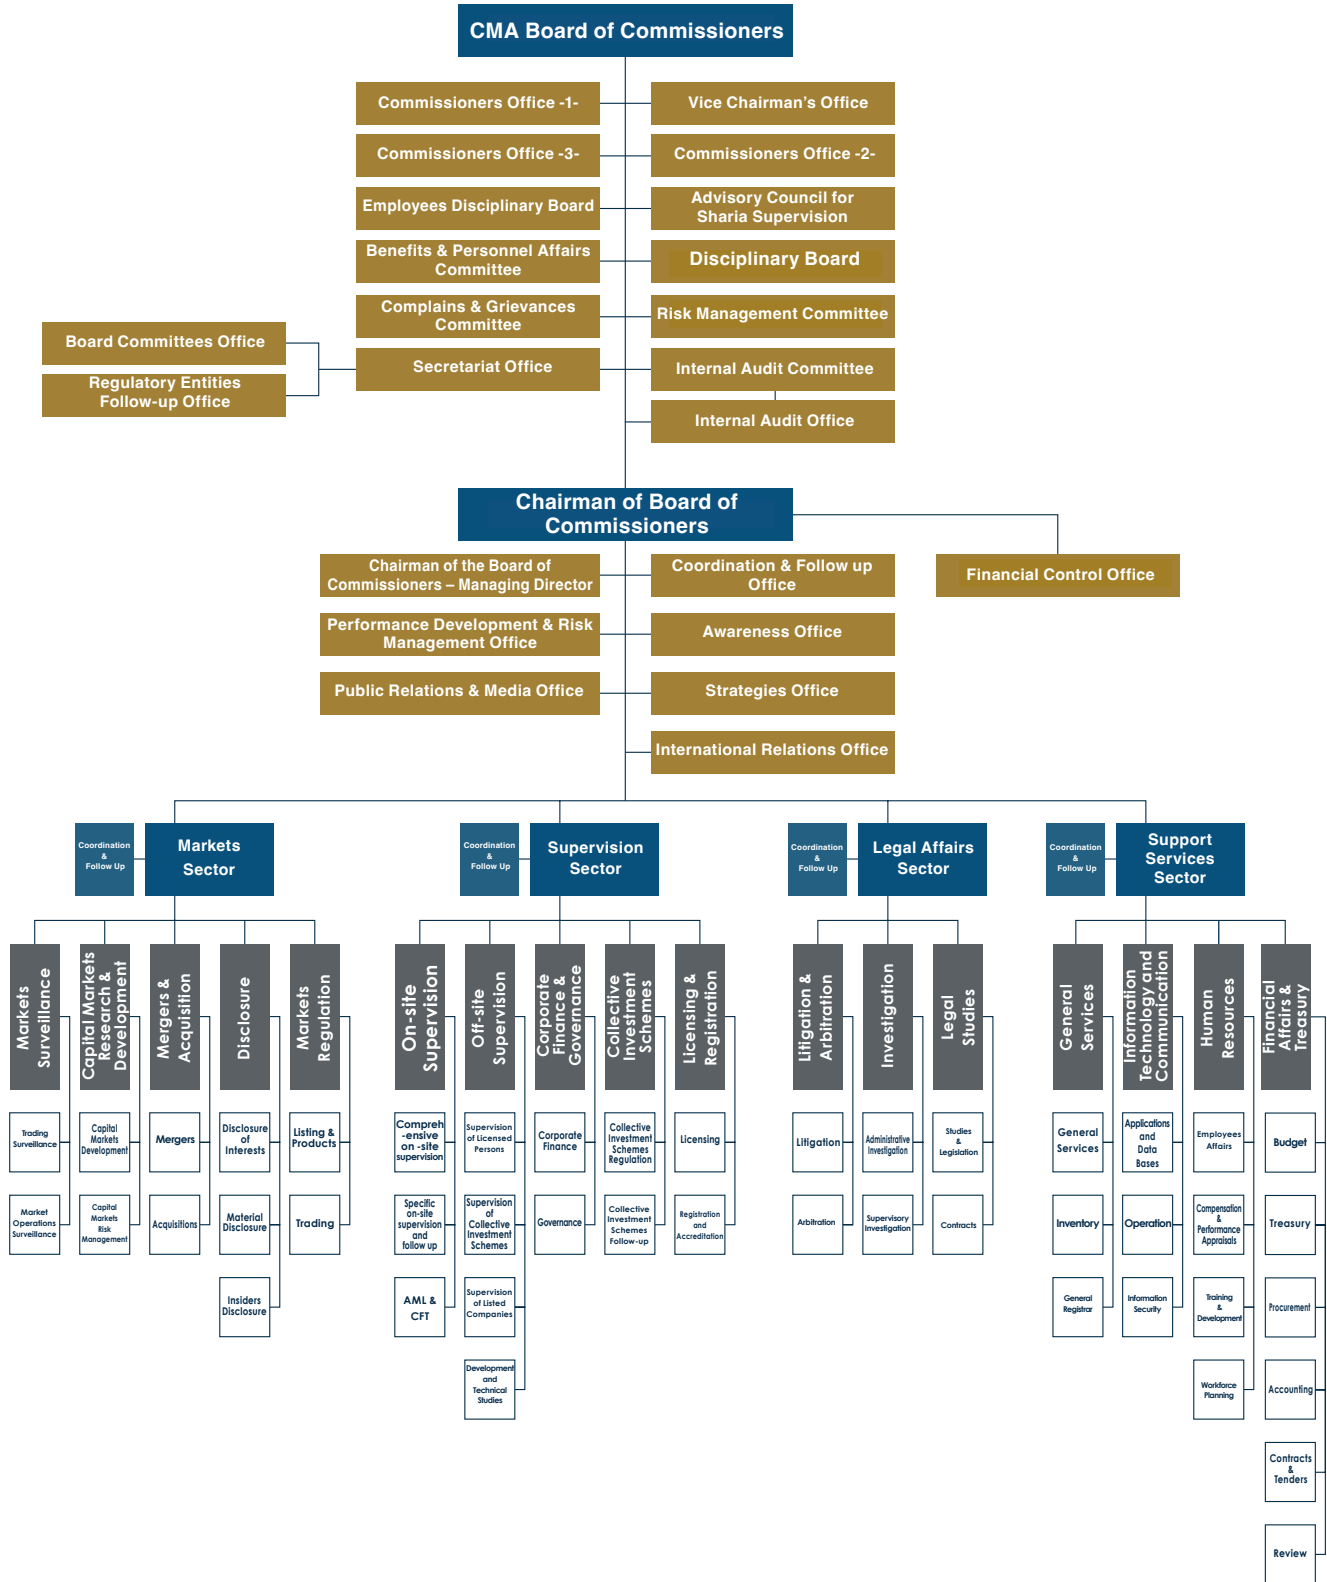 CMA Board of Commissioners
Commissioners Office -1-
Vice Chairman's Office
Commissioners Office -3-
Commissioners Office -2-
Employees Disciplinary Board
Advisory Council for
Sharia Supervision
Benefits & Personnel Affairs
Committee
Disciplinary Board
Complains & Grievances
Committee
Risk Management Committee
Board Committees Office
Secretariat Office
Internal Audit Committee
Regulatory Entities
Follow-up Office
Internal Audit Office
Chairman of Board of
Commissioners
Chairman of the Board of
Commissioners – Managing Director
Coordination & Follow up
Office
Financial Control Office
Performance Development & Risk
Management Office
Awareness Office
Public Relations & Media Office
Strategies Office
International Relations Office
Coordination
&
Follow Up
Markets
Sector
Coordination
&
Follow Up
Supervision
Sector
Coordination
&
Follow Up
Legal Affairs
Sector
Coordination
&
Follow Up
Support
Services
Sector
Markets
Surveillance
Capital Markets
Research &
Development
Mergers &
Acquisition
Disclosure
Markets
Regulation
On-site
Supervision
Off-site
Supervision
Corporate
Finance &
Governance
Collective
Investment
Schemes
Licensing &
Registration
Litigation &
Arbitration
Investigation
Legal
Studies
General
Services
Information
Technology and
Communication
Human
Resources
Financial
Affairs &
Treasury
Trading
Surveillance
Capital
Markets
Development
Mergers
Disclosure
of
Interests
Listing &
Products
Compreh
-ensive
on -site
supervision
Supervision
of Licensed
Persons
Corporate
Finance
Collective
Investment
Schemes
Regulation
Licensing
Litigation
Administrative
Investigation
Studies
&
Legislation
General
Services
Applications
and
Data
Bases
Employees
Affairs
Budget
Market
Operations
Surveillance
Capital
Markets
Risk
Management
Acquisitions
Material
Disclosure
Trading
Specific
on-site
supervision
and
follow up
Supervision
of
Collective
Investment
Schemes
Governance
Collective
Investment
Schemes
Follow-up
Registration
and
Accreditation
Arbitration
Supervisory
Investigation
Contracts
Inventory
Operation
Compensation
&
Performance
Appraisals
Treasury
Insiders
Disclosure
AML &
CFT
Supervision
of Listed
Companies
General
Registrar
Information
Security
Training
&
Development
Procurement
Development
and
Technical
Studies
Workforce
Planning
Accounting
Contracts
&
Tenders
Review